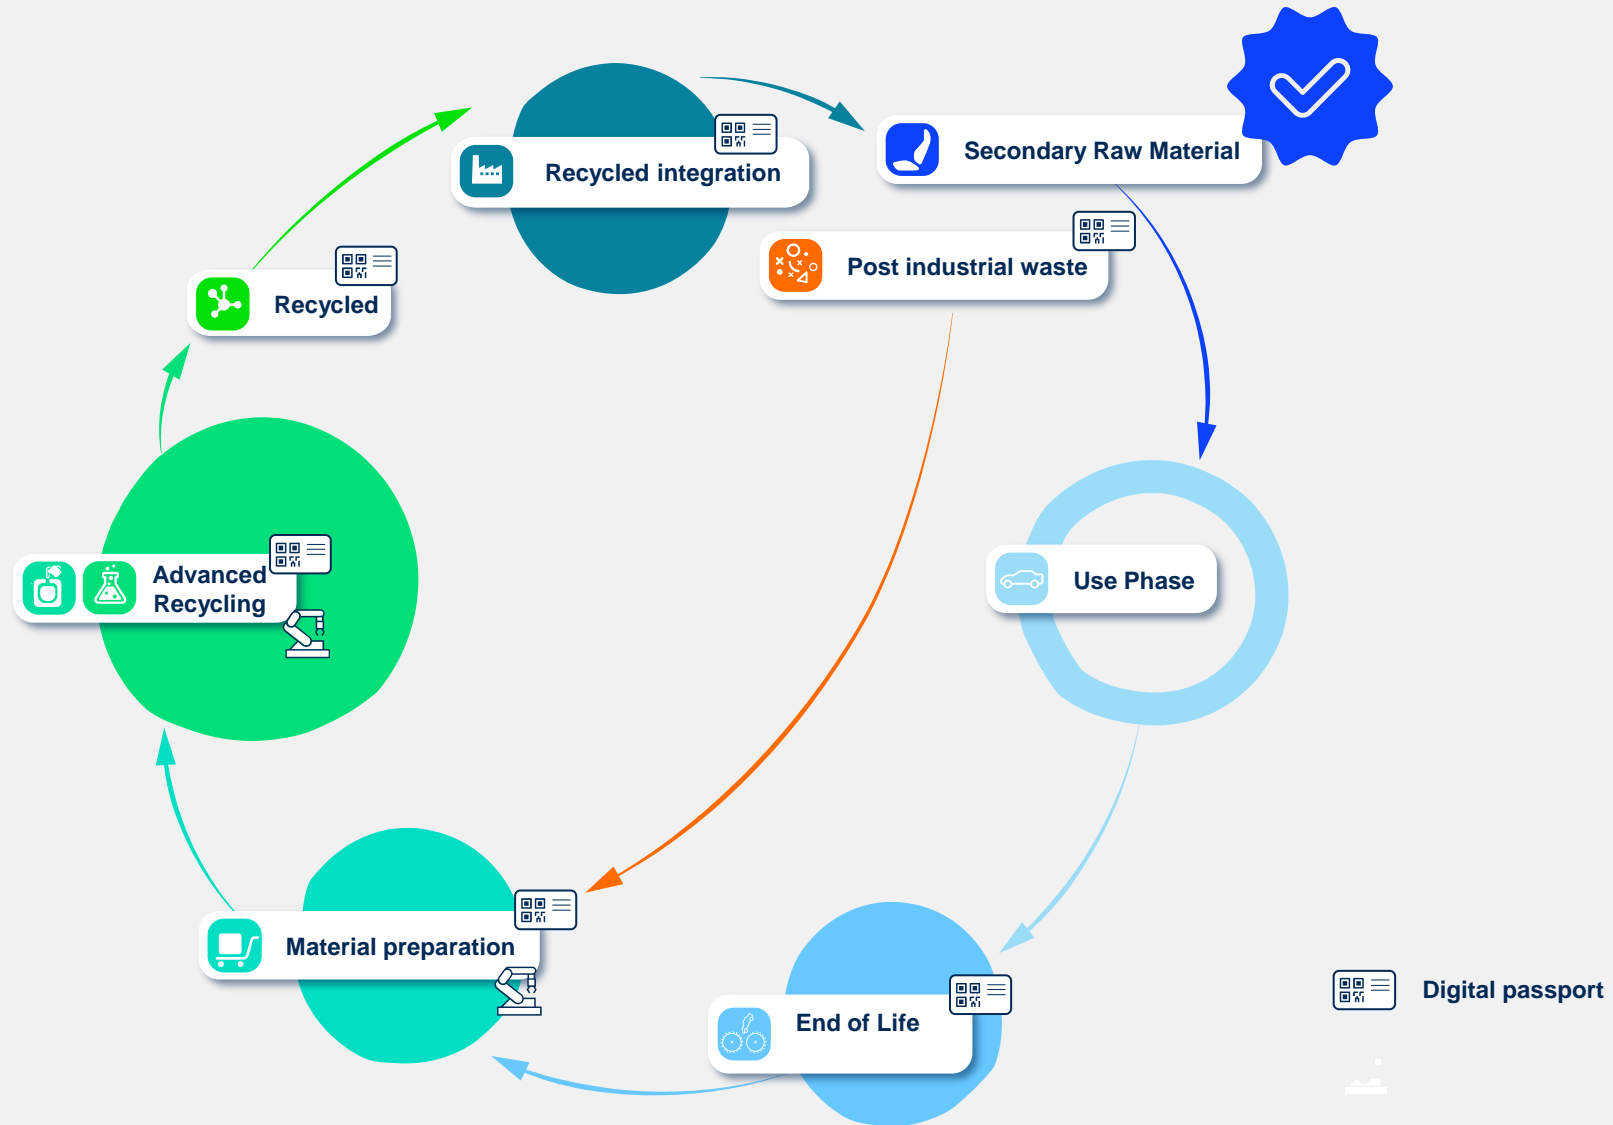 Recycled integration
Secondary Raw Material
Post industrial waste
Recycled
Advanced
Recycling
Use Phase
Material preparation
End of Life
Digital passport